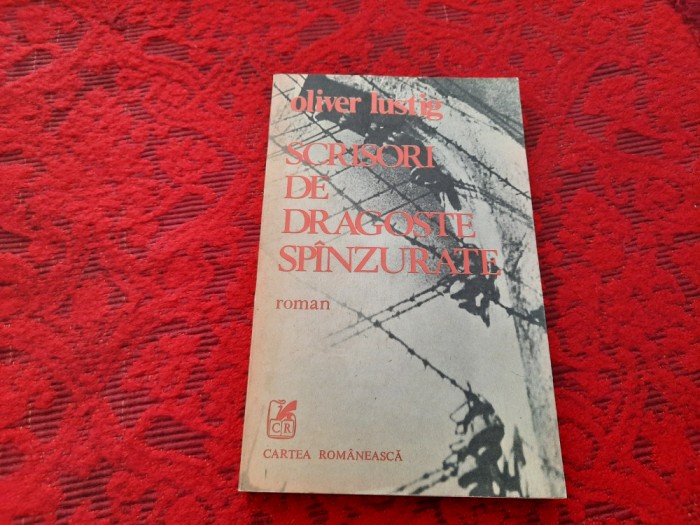 oliver lustig
SCRISORI
DE
DRAGOSTE
SPÎNZURATE
roman
CR
CARTEA ROMÂNEASCĂ